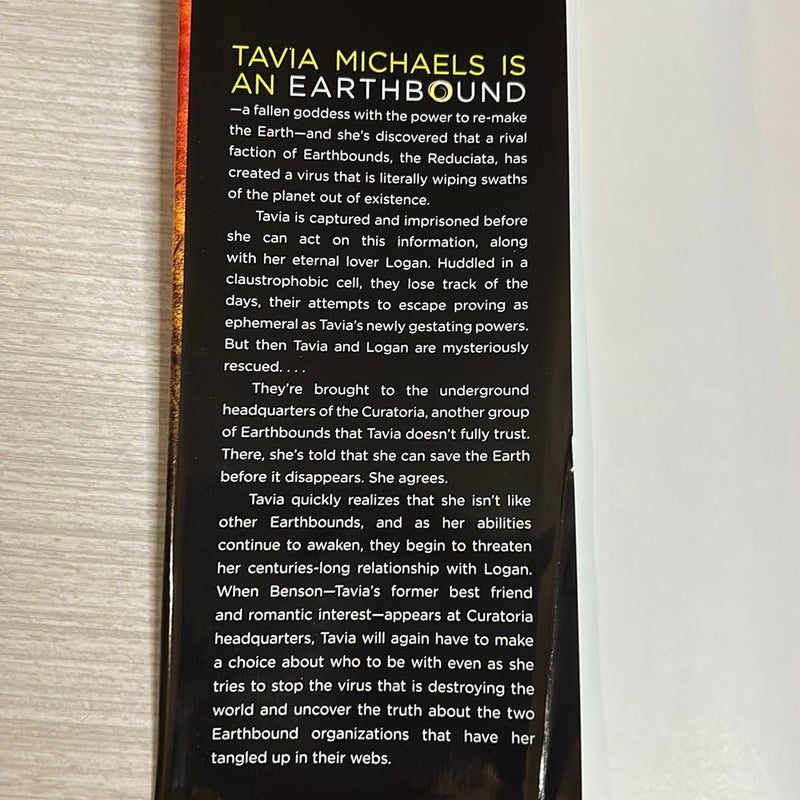 TAVIA MICHAELS IS
AN EARTHBOUND
—a fallen goddess with the power to re-make
the Earth—and she's discovered that a rival
faction of Earthbounds, the Reduciata, has
created a virus that is literally wiping swaths
of the planet out of existence.
Tavia is captured and imprisoned before
she can act on this information, along
with her eternal lover Logan. Huddled in a
claustrophobic cell, they lose track of the
days, their attempts to escape proving as
ephemeral as Tavia's newly gestating powers.
But then Tavia and Logan are mysteriously
rescued. . . .
They're brought to the underground
headquarters of the Curatoria, another group
of Earthbounds that Tavia doesn't fully trust.
There, she's told that she can save the Earth
before it disappears. She agrees.
Tavia quickly realizes that she isn't like
other Earthbounds, and as her abilities
continue to awaken, they begin to threaten
her centuries-long relationship with Logan.
When Benson—Tavia's former best friend
and romantic interest—appears at Curatoria
headquarters, Tavia will again have to make
a choice about who to be with even as she
tries to stop the virus that is destroying the
world and uncover the truth about the two
Earthbound organizations that have her
tangled up in their webs.